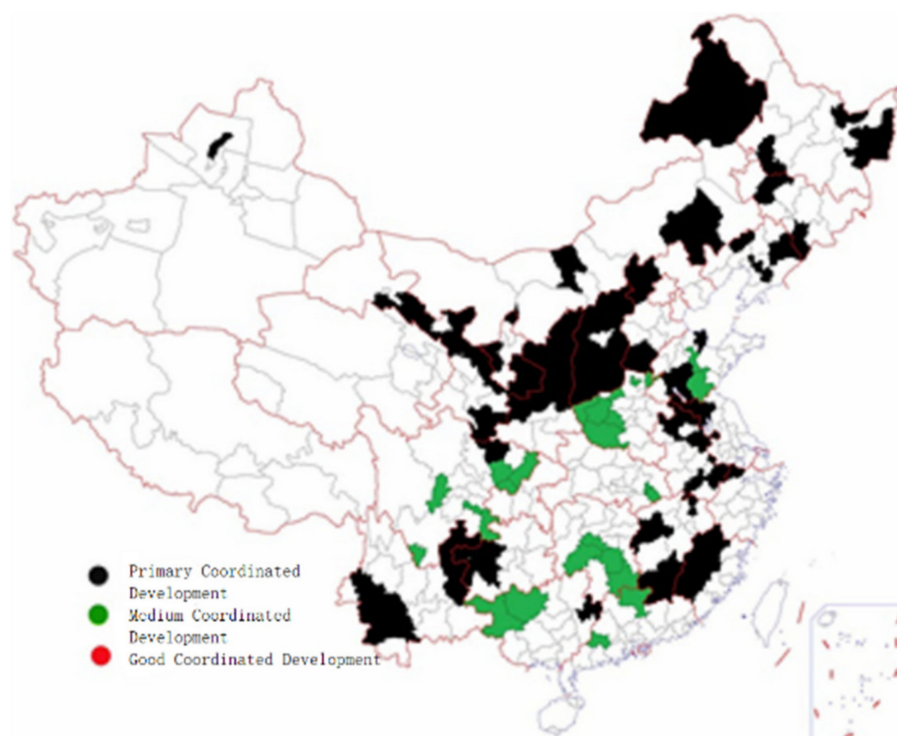 Primary Coordinated
Development
Medium Coordinated
Development
Good Coordinated Development